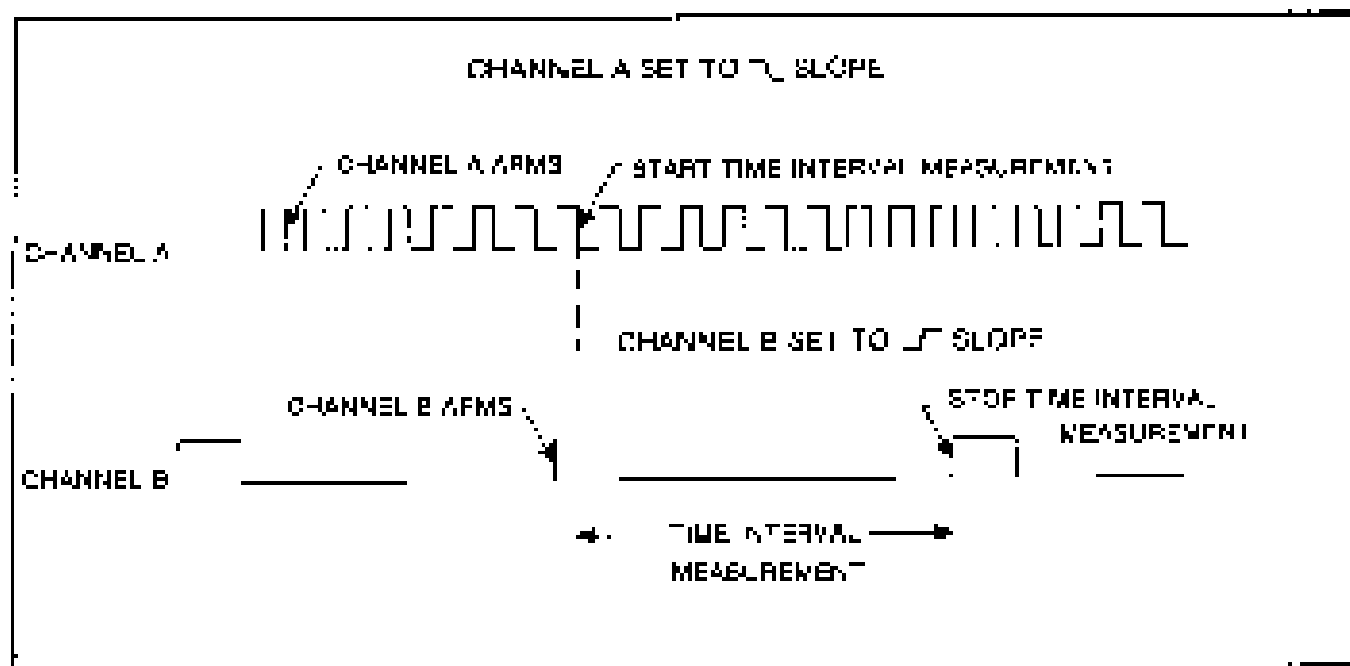 CHANNEL A SET TO SLOPE
CHANNEL A ARMS
START TIME INTERVAL MEASUREMENT
CHANNEL A
CHANNEL B SET TO SLOPE
CHANNEL B ARMS
STOP TIME INTERVAL
MEASUREMENT
CHANNEL B
TIME INTERVAL
MEASUREMENT